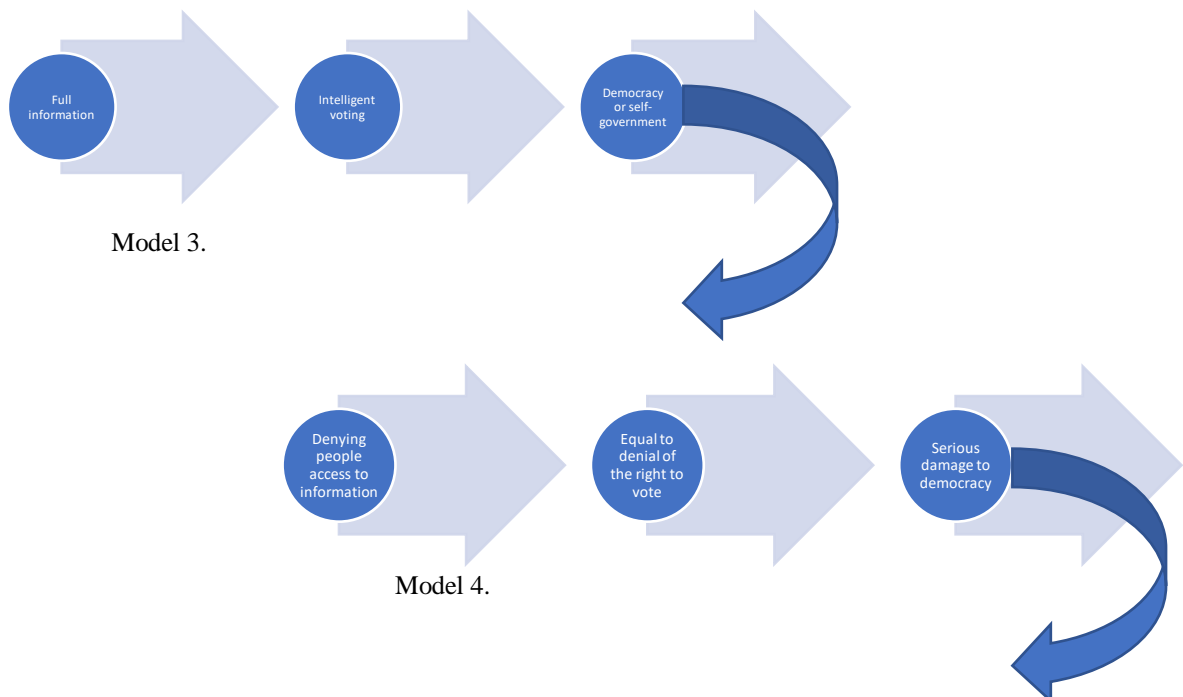 Full
information
Intelligent
voting
Democracy
or self-
government
Model 3.
Denying
people
access to
information
Equal to
denial of
the right to
vote
Serious
damage to
democracy
Model 4.